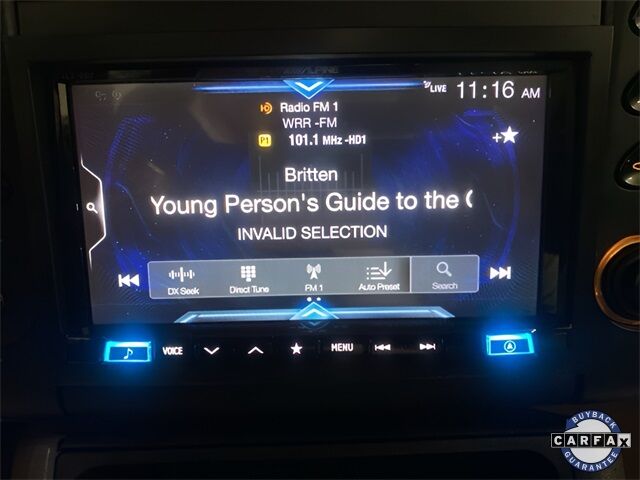 ALPINE
LIVE 11:16 AM
Radio FM 1
WRR -FM
P1 101.1 MHz -HD1
+★
Britten
Young Person's Guide to the
INVALID SELECTION
DX Seek Direct Tune FM 1 Auto Preset Search
VOICE MENU
BUYBACK
CARFAX
GUARANTEE